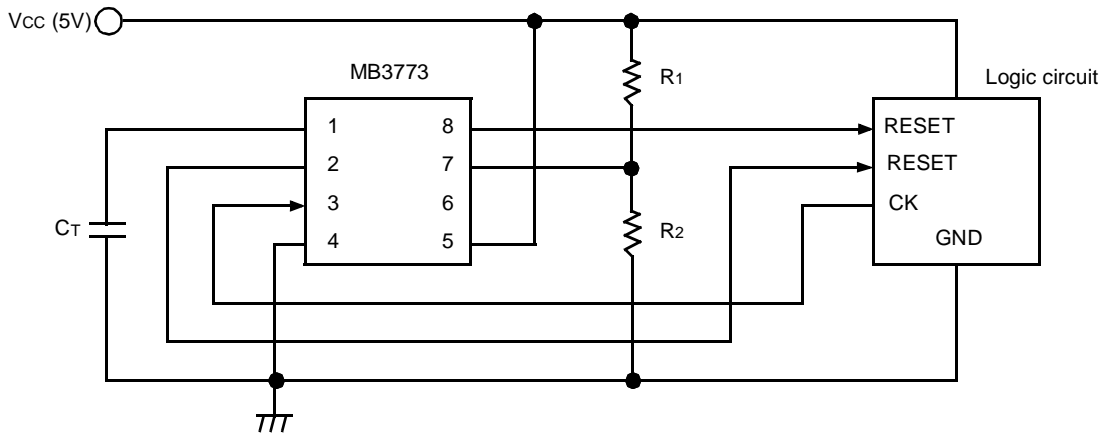 VCC (5V)
MB3773
R1
Logic circuit
1 8
RESET
2 7
RESET
3 6
CK
CT
4 5
R2
GND